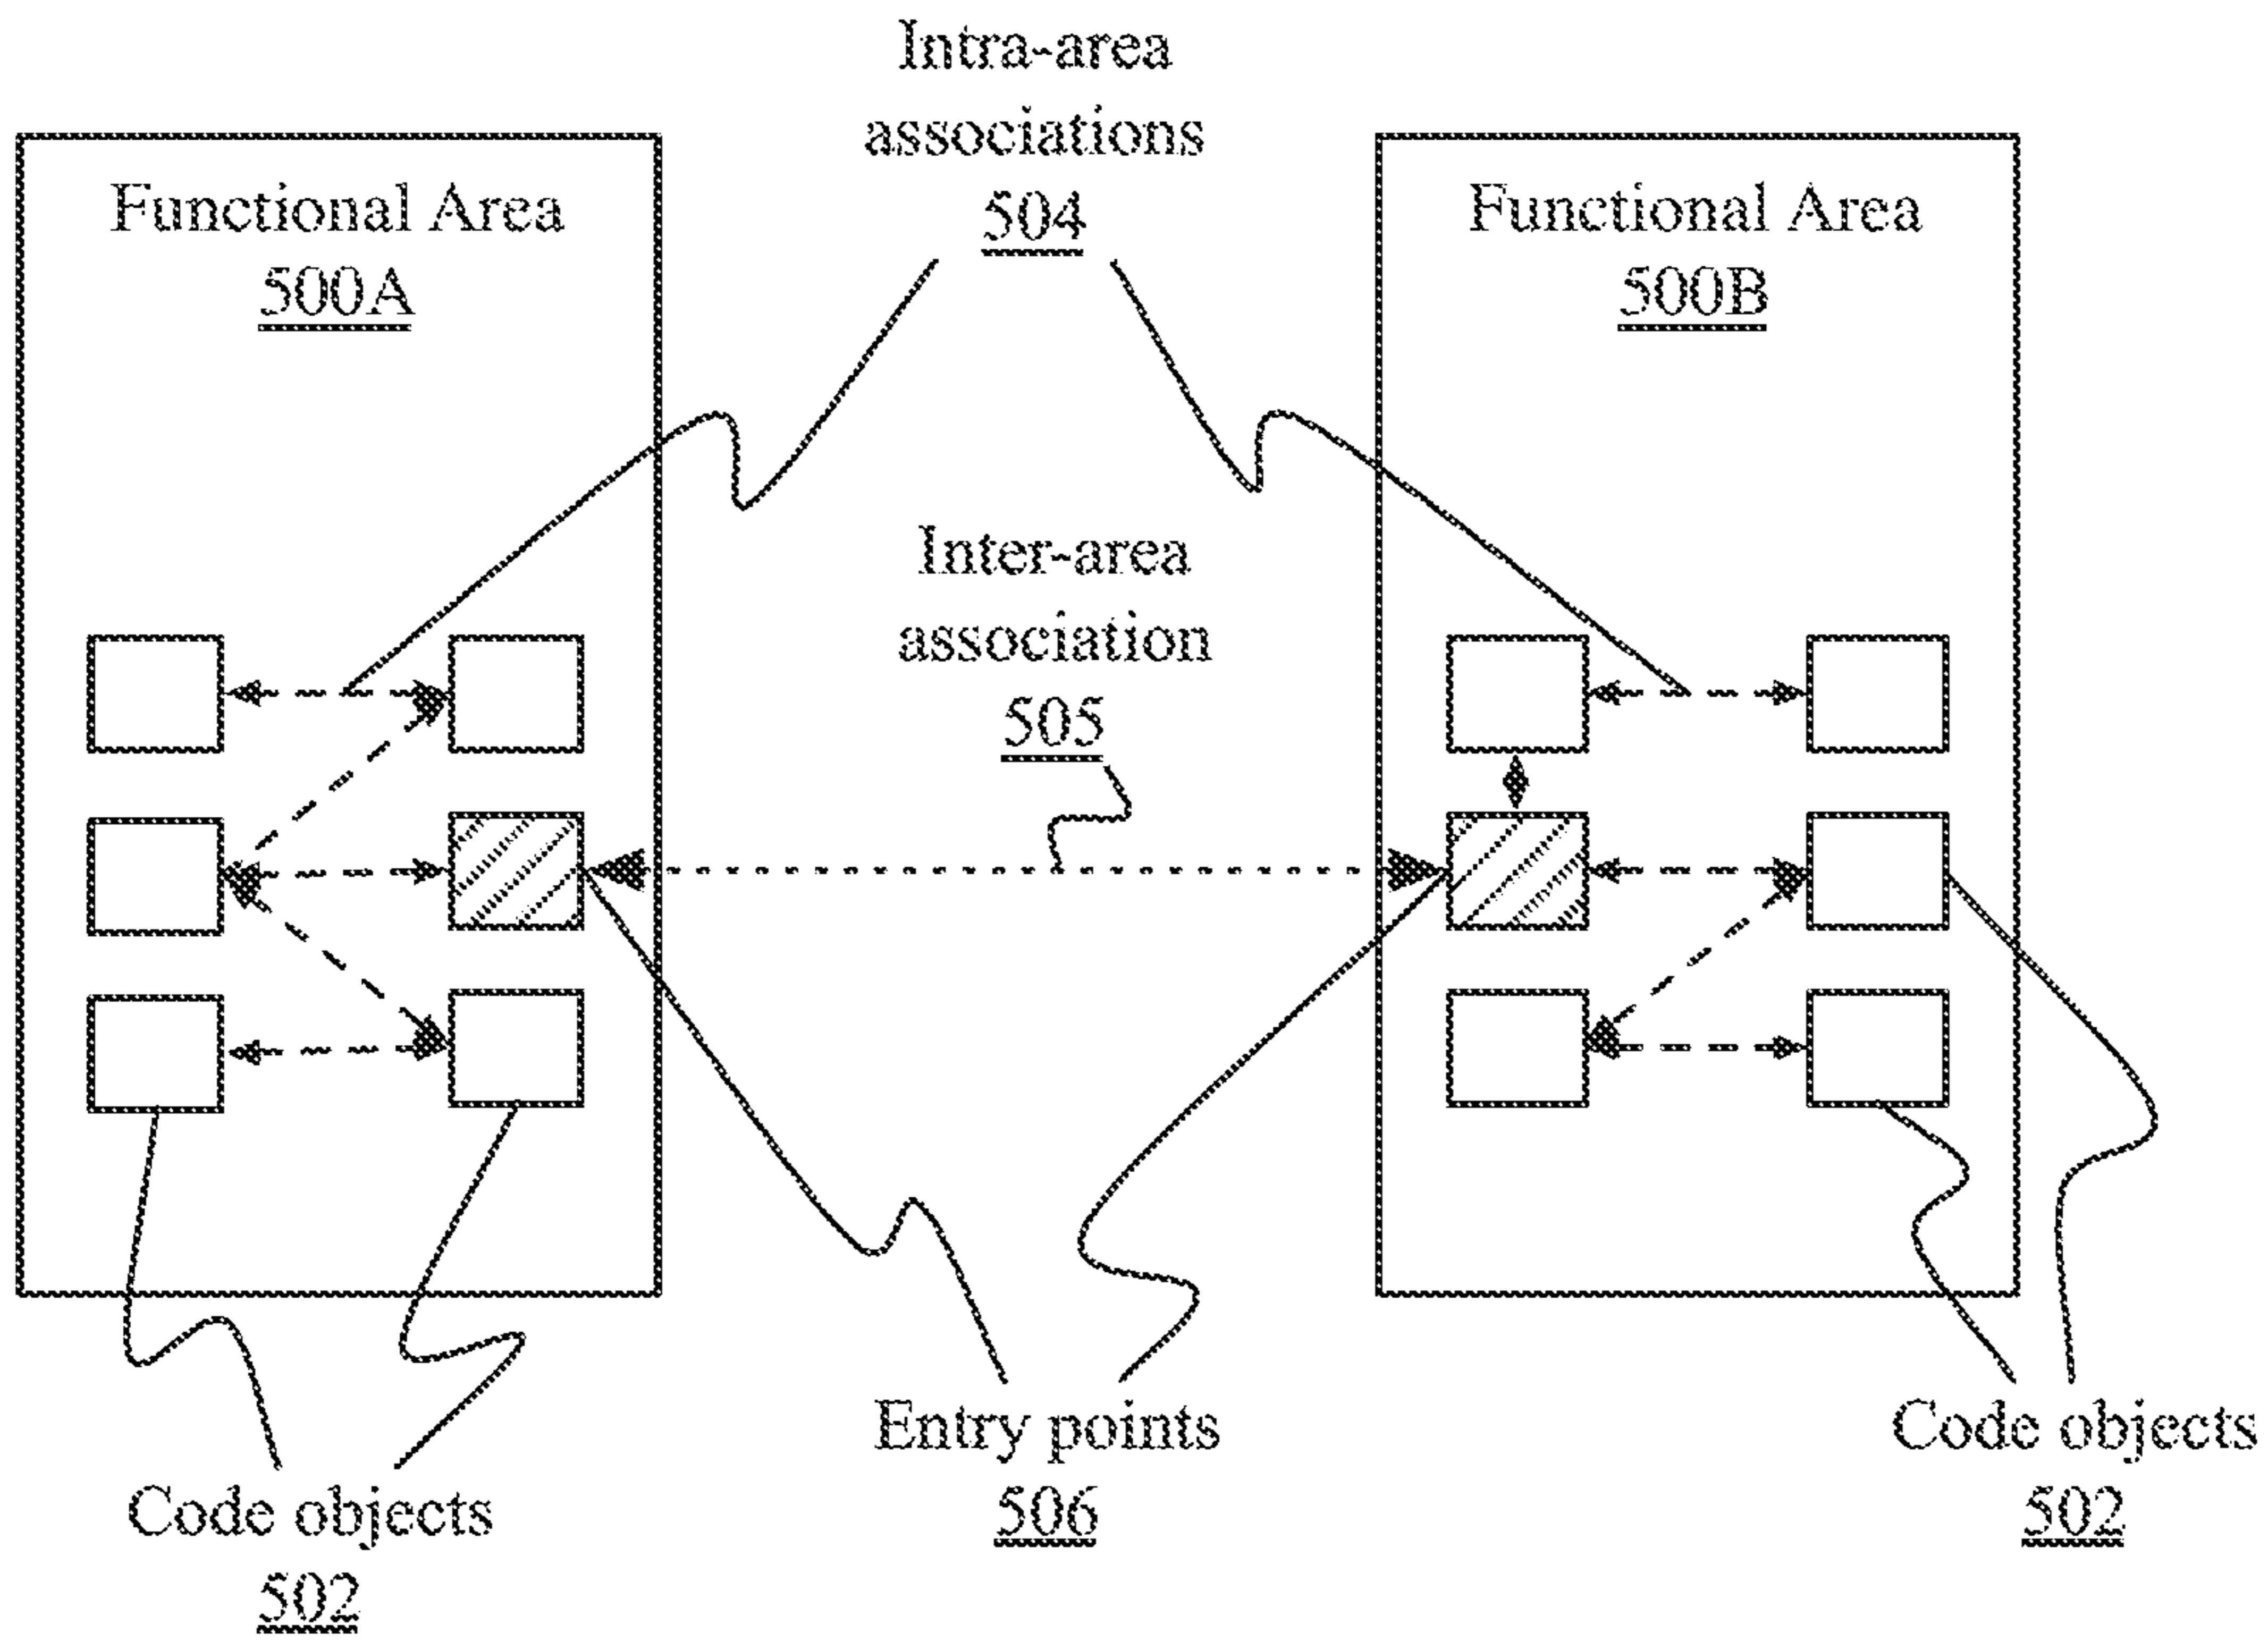 Intra-area
associations
504
Functional Area
500A
Functional Area
500B
Inter-area
association
505
Entry points
506
Code objects
502
Code objects
502